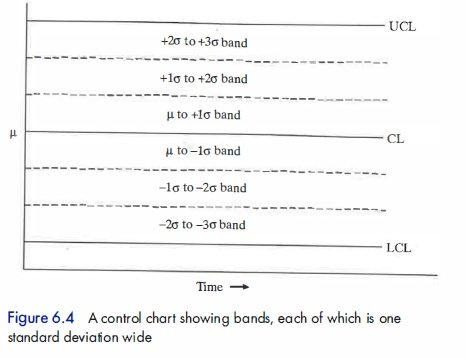 UCL
+2σ to +3σ band
+1σ to +2σ band
μ to +1σ band
μ
CL
μ to –1σ band
–1σ to –2σ band
–2σ to –3σ band
LCL
Time →
Figure 6.4 A control chart showing bands, each of which is one
standard deviation wide